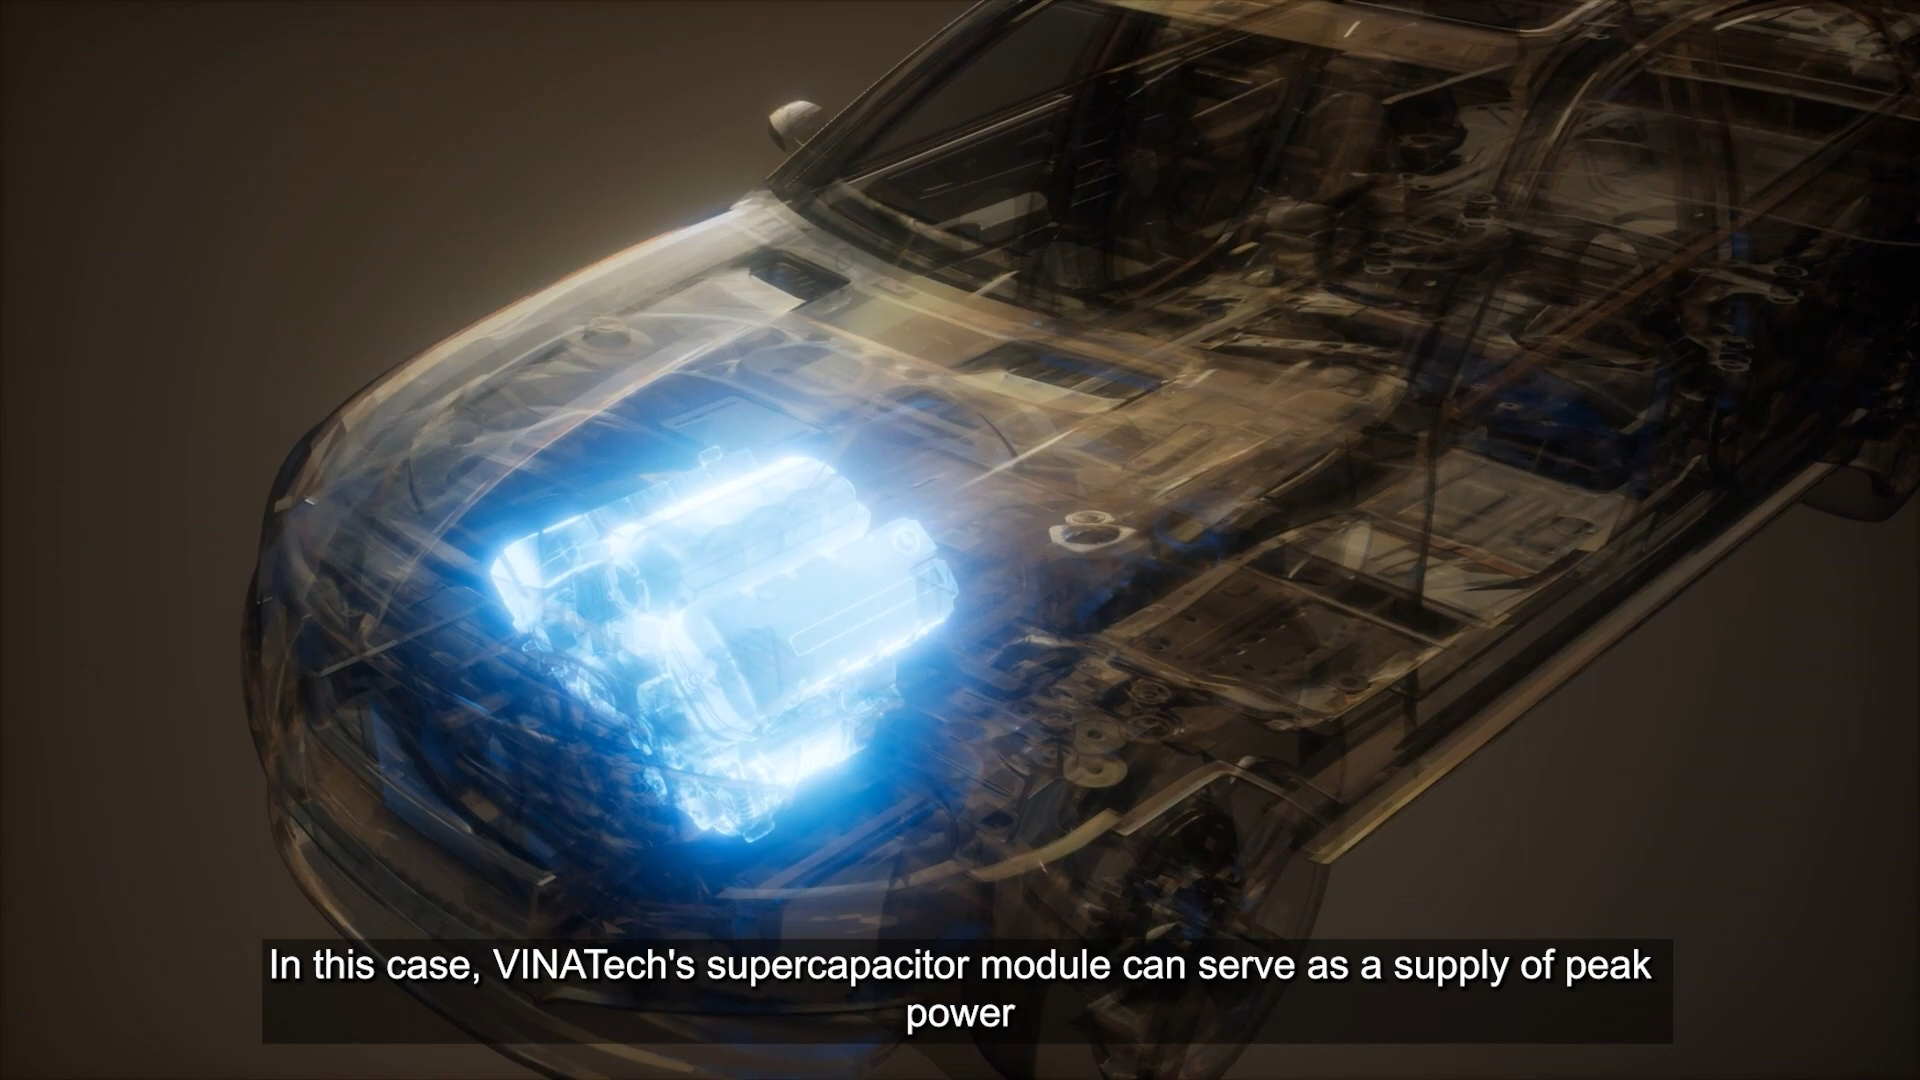 In this case, VINATech's supercapacitor module can serve as a supply of peak
power